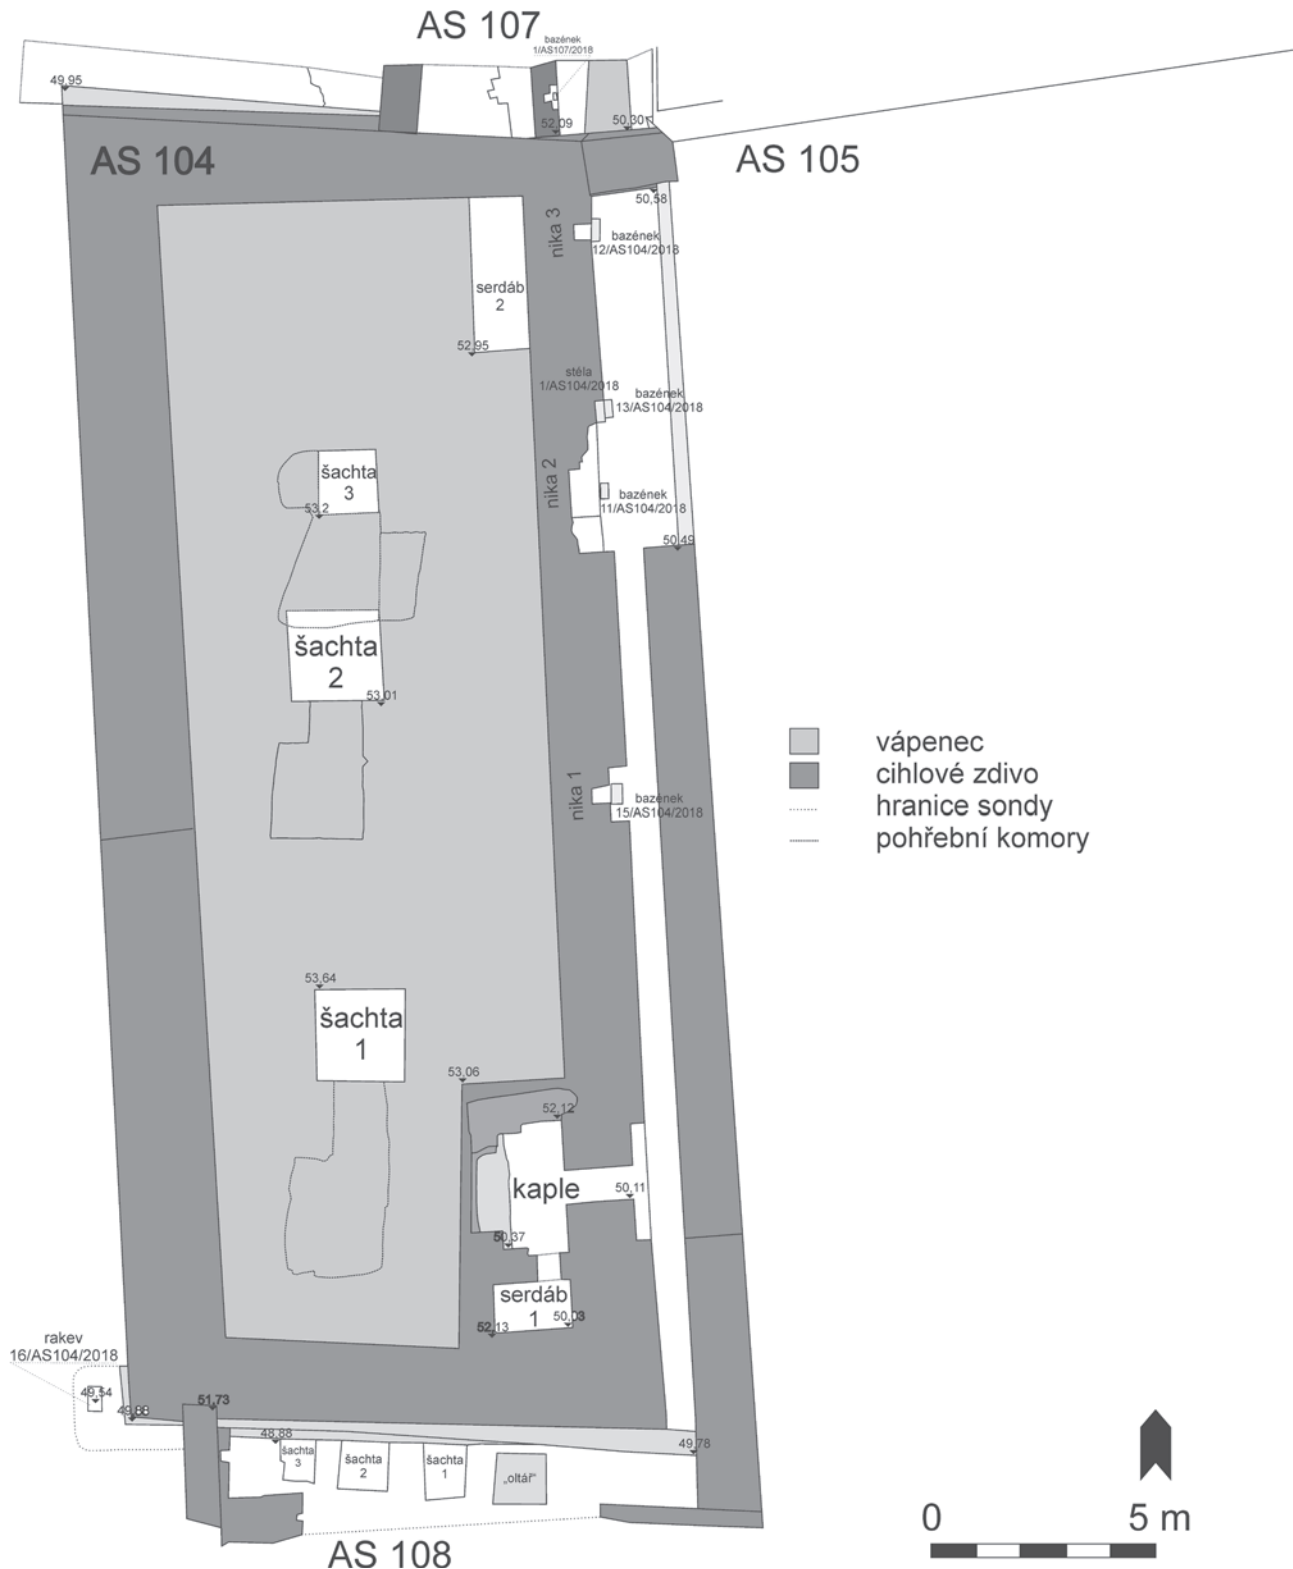 AS 107
bazének
1/AS107/2018
49,95
52,09
50,30
AS 104
AS 105
50,58
nika 3
bazének
12/AS104/2018
serdáb
2
52,95
stéla
1/AS104/2018
bazének
13/AS104/2018
šachta
3
53,2
nika 2
bazének
11/AS104/2018
50,49
šachta
2
53,01
nika 1
bazének
15/AS104/2018
vápenec
cihlové zdivo
hranice sondy
pohřební komory
53,64
šachta
1
53,06
52,12
kaple
50,11
50,37
serdáb
1
50,03
52,13
rakev
16/AS104/2018
49,54
49,88
51,73
48,88
49,78
šachta
3
šachta
2
šachta
1
„oltář“
AS 108
0 5 m